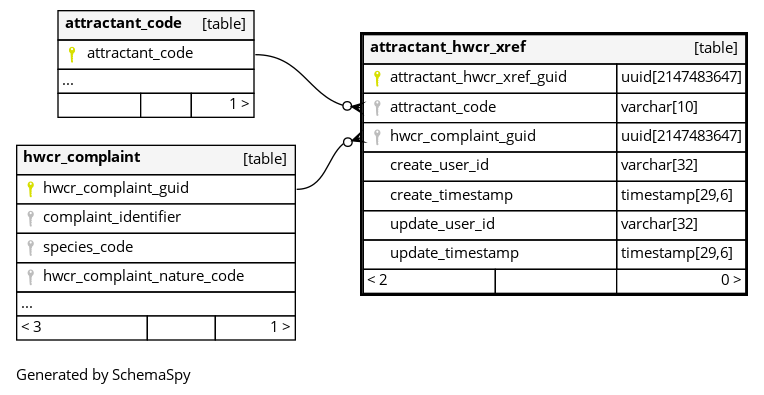 attractant_code [table]
attractant_code
...
1 >
hwcr_complaint [table]
hwcr_complaint_guid
complaint_identifier
species_code
hwcr_complaint_nature_code
...
< 3 1 >
attractant_hwcr_xref [table]
attractant_hwcr_xref_guid uuid[2147483647]
attractant_code varchar[10]
hwcr_complaint_guid uuid[2147483647]
create_user_id varchar[32]
create_timestamp timestamp[29,6]
update_user_id varchar[32]
update_timestamp timestamp[29,6]
< 2 0 >
Generated by SchemaSpy